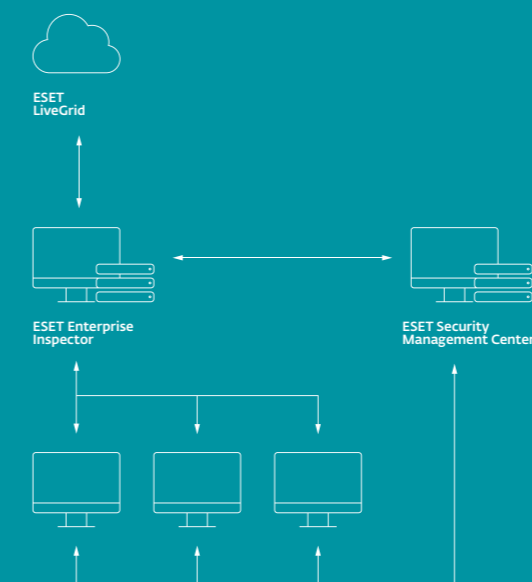 ESET
LiveGrid
ESET Enterprise
Inspector
ESET Security
Management Center